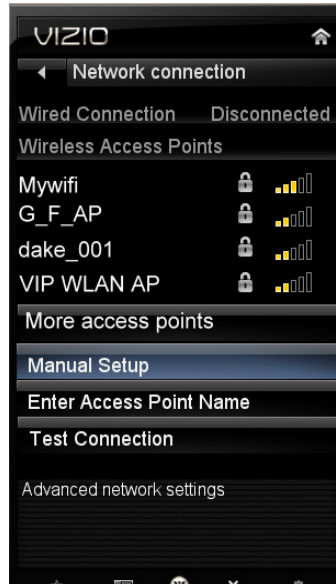 VIZIO
Network connection
Wired Connection Disconnected
Wireless Access Points
Mywifi
G_F_AP
dake_001
VIP WLAN AP
More access points
Manual Setup
Enter Access Point Name
Test Connection
Advanced network settings